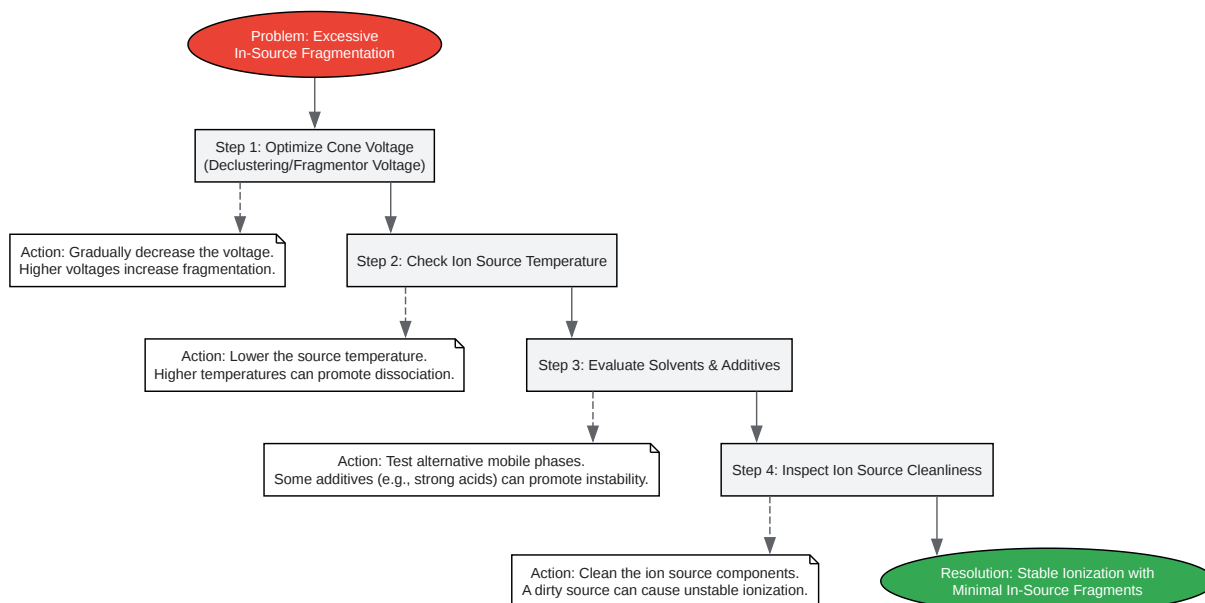 Problem: Excessive
In-Source Fragmentation
Step 1: Optimize Cone Voltage
(Declustering/Fragmentor Voltage)
Action: Gradually decrease the voltage.
Higher voltages increase fragmentation.
Step 2: Check Ion Source Temperature
Action: Lower the source temperature.
Higher temperatures can promote dissociation.
Step 3: Evaluate Solvents & Additives
Action: Test alternative mobile phases.
Some additives (e.g., strong acids) can promote instability.
Step 4: Inspect Ion Source Cleanliness
Action: Clean the ion source components.
A dirty source can cause unstable ionization.
Resolution: Stable Ionization with
Minimal In-Source Fragments